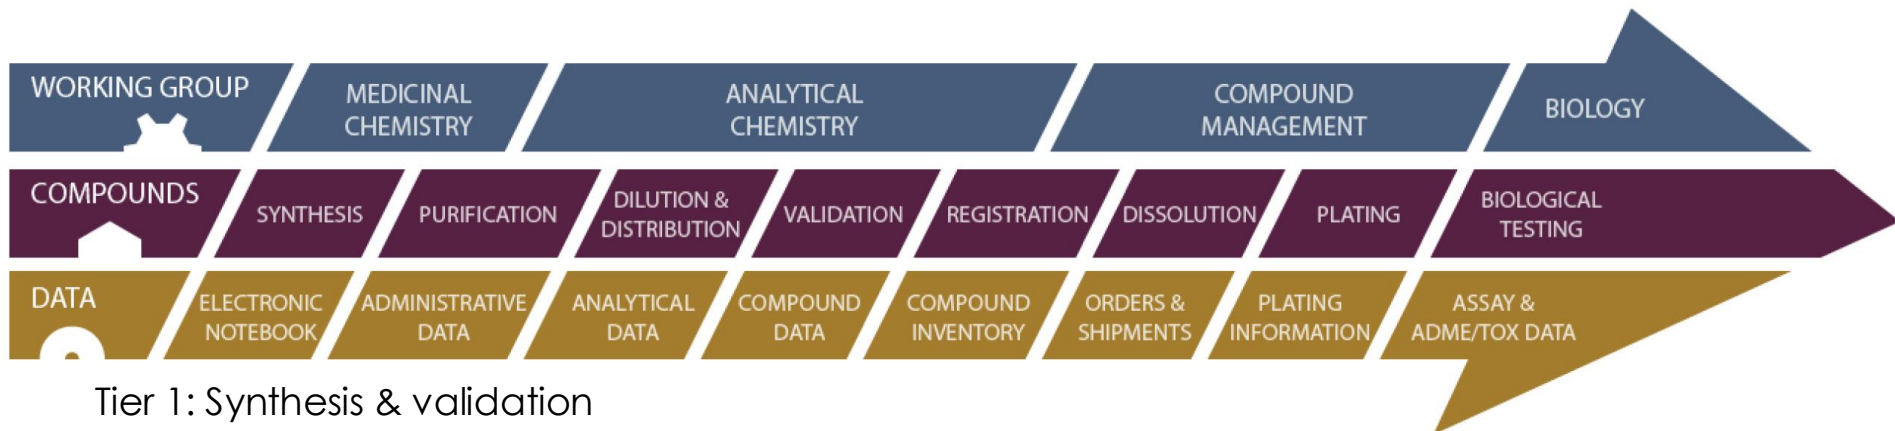 WORKING GROUP
MEDICINAL
CHEMISTRY
ANALYTICAL
CHEMISTRY
COMPOUND
MANAGEMENT
BIOLOGY
COMPOUNDS
SYNTHESIS
PURIFICATION
DILUTION &
DISTRIBUTION
VALIDATION
REGISTRATION
DISSOLUTION
PLATING
BIOLOGICAL
TESTING
DATA
ELECTRONIC
NOTEBOOK
ADMINISTRATIVE
DATA
ANALYTICAL
DATA
COMPOUND
DATA
COMPOUND
INVENTORY
ORDERS &
SHIPMENTS
PLATING
INFORMATION
ASSAY &
ADME/TOX DATA
Tier 1: Synthesis & validation